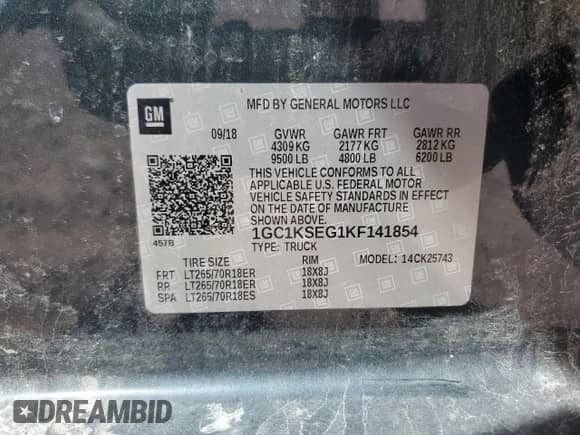 GM
MFD BY GENERAL MOTORS LLC
09/18 GVWR GAWR FRT GAWR RR
4309 KG 2177 KG 2812 KG
9500 LB 4800 LB 6200 LB
THIS VEHICLE CONFORMS TO ALL
APPLICABLE U.S. FEDERAL MOTOR
VEHICLE SAFETY STANDARDS IN EFFECT
ON THE DATE OF MANUFACTURE
SHOWN ABOVE.
457B
1GC1KSEG1KF141854
TYPE: TRUCK
TIRE SIZE RIM MODEL: 14CK25743
FRT LT265/70R18ER 18X8J
RR LT265/70R18ER 18X8J
SPA LT265/70R18ES 18X8J
DREAMBID